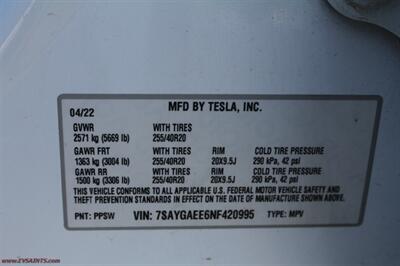 MFD BY TESLA, INC.
04/22
GVWR WITH TIRES
2571 kg (5669 lb) 255/40R20
GAWR FRT WITH TIRES RIM COLD TIRE PRESSURE
1363 kg (3004 lb) 255/40R20 20X9.5J 290 kPa, 42 psi
GAWR RR WITH TIRES RIM COLD TIRE PRESSURE
1500 kg (3306 lb) 255/40R20 20X9.5J 290 kPa, 42 psi
THIS VEHICLE CONFORMS TO ALL APPLICABLE U.S. FEDERAL MOTOR VEHICLE SAFETY AND
THEFT PREVENTION STANDARDS IN EFFECT ON THE DATE OF MANUFACTURE SHOWN ABOVE.
PNT: PPSW VIN: 7SAYGAEE6NF420995 TYPE: MPV
www.EVSAINTS.com